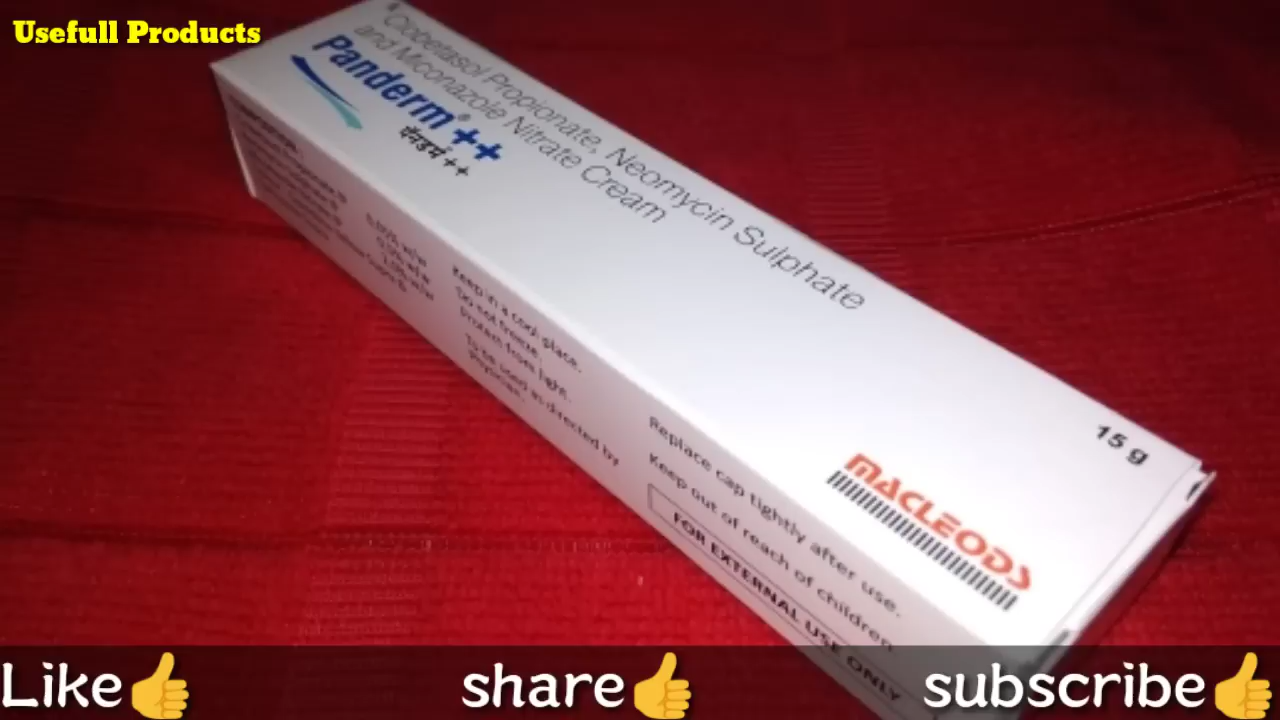 Usefull Products
Clobetasol Propionate, Neomycin Sulphate
and Miconazole Nitrate Cream
Panderm®++
पॅनडर्म ++
15 g
MACLEODS
Keep in a cool place.
Do not freeze.
Protect from light.
To be used as directed by
Physician.
Replace cap tightly after use.
Keep out of reach of children
FOR EXTERNAL USE ONLY
Like👍
share👍
subscribe👍